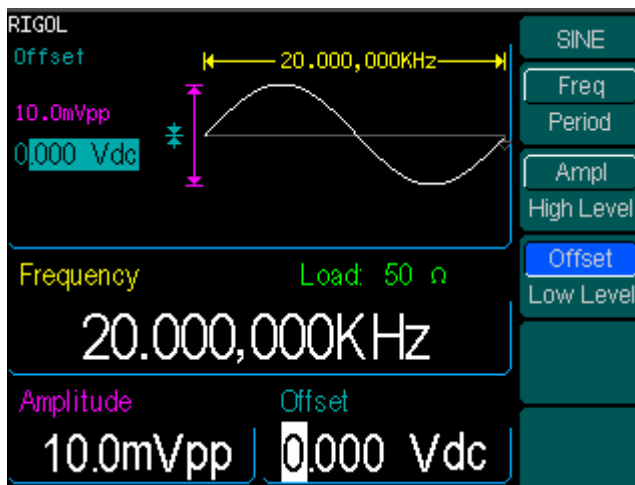 RIGOL
Offset
20.000,000KHz
10.0mVpp
0.000 Vdc
SINE
Freq
Period
Ampl
High Level
Offset
Low Level
Frequency
Load: 50 Ω
20.000,000KHz
Amplitude
Offset
10.0mVpp
0.000 Vdc